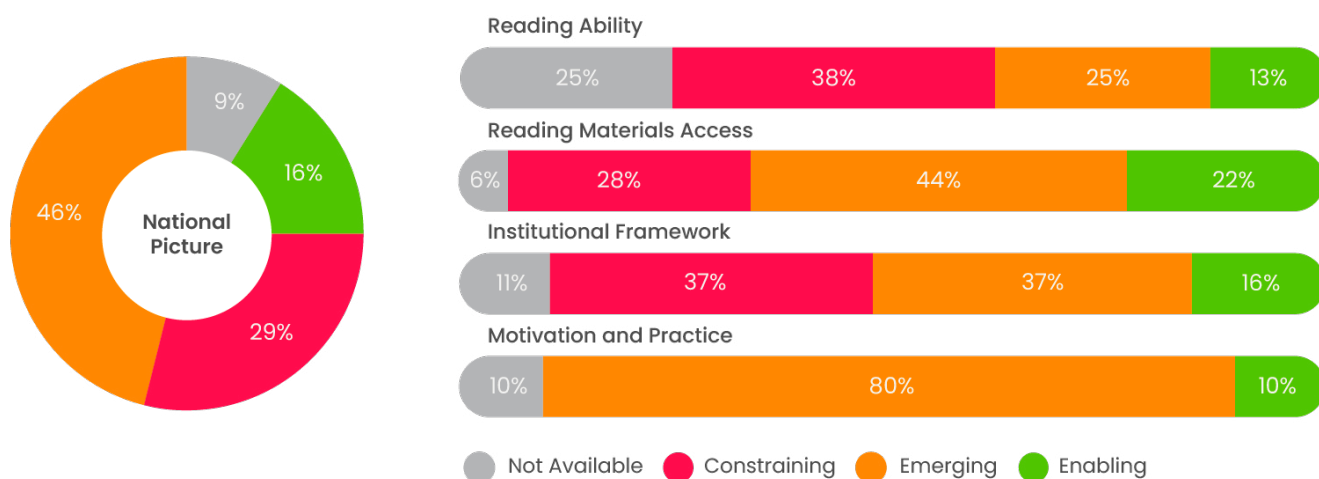 9%
16%
46%
National
Picture
29%
Reading Ability
25% 38% 25% 13%
Reading Materials Access
6% 28% 44% 22%
Institutional Framework
11% 37% 37% 16%
Motivation and Practice
10% 80% 10%
Not Available Constraining Emerging Enabling